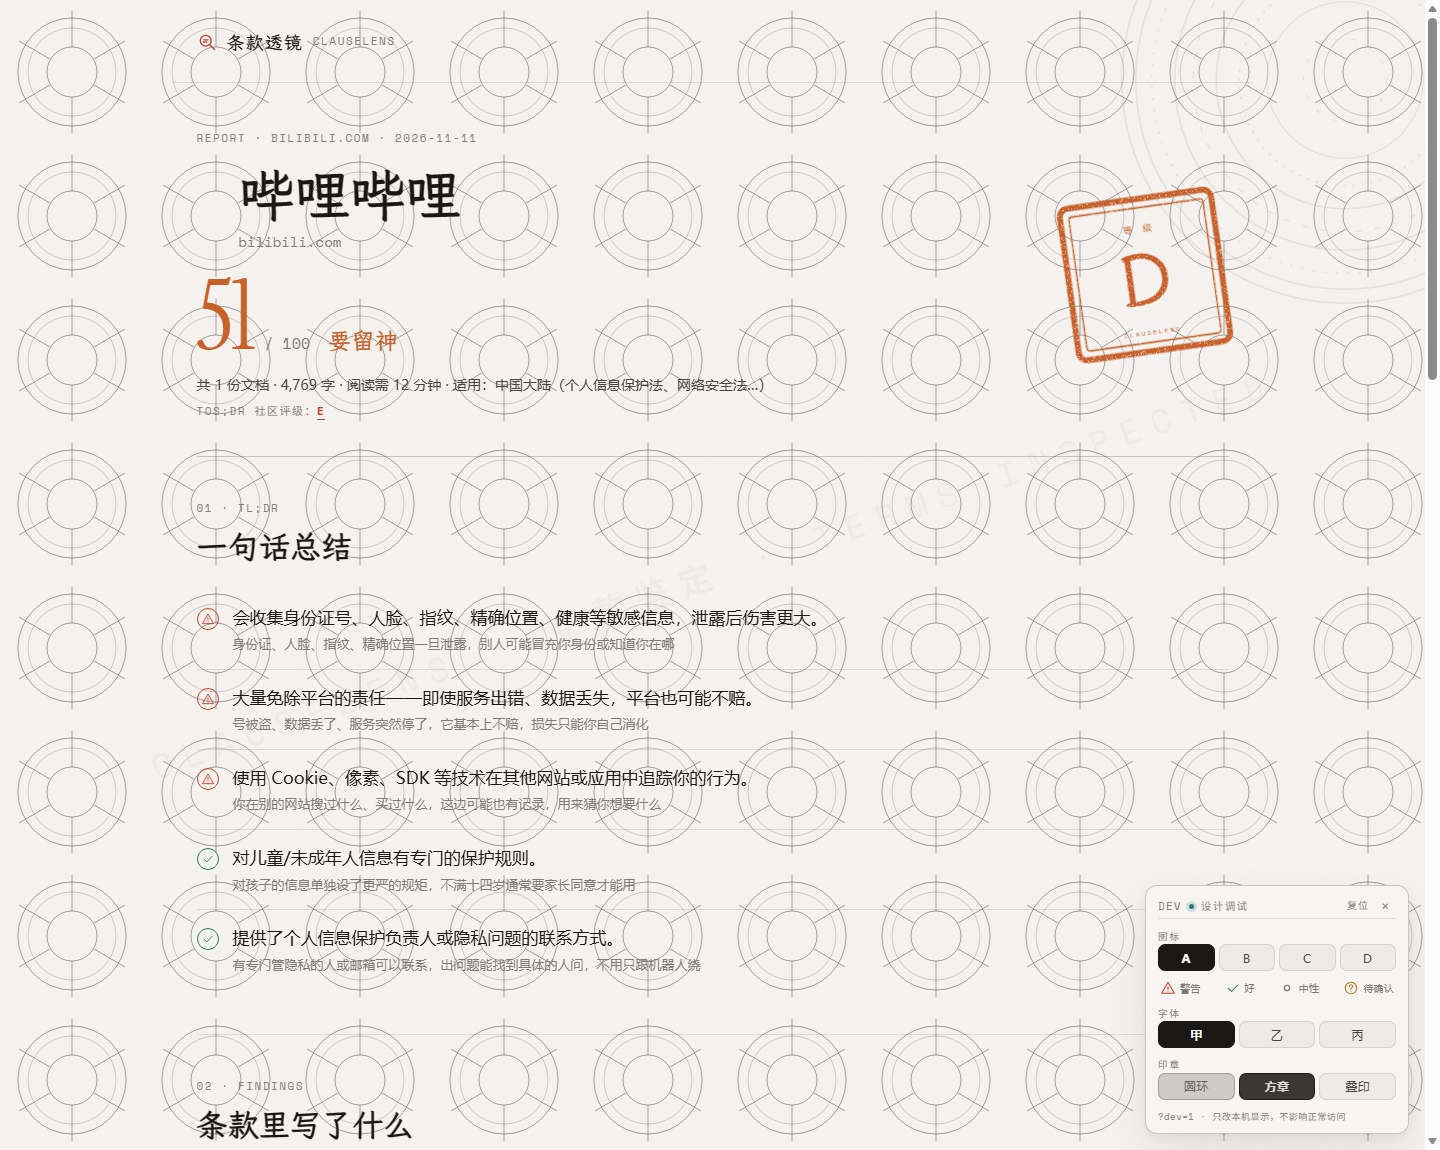 条款透镜 CLAUSELENS
REPORT · BILIBILI.COM · 2026-11-11
哔哩哔哩
bilibili.com
51 / 100 要留神
共 1 份文档 · 4,769 字 · 阅读需 12 分钟 · 适用：中国大陆（个人信息保护法、网络安全法…）
TOS;DR 社区评级：E
等 级
D
CLAUSELENS
01 · TL;DR
一句话总结
会收集身份证号、人脸、指纹、精确位置、健康等敏感信息，泄露后伤害更大。
身份证、人脸、指纹、精确位置一旦泄露，别人可能冒充你身份或知道你在哪
大量免除平台的责任——即使服务出错、数据丢失，平台也可能不赔。
号被盗、数据丢了、服务突然停了，它基本上不赔，损失只能你自己消化
使用 Cookie、像素、SDK 等技术在其他网站或应用中追踪你的行为。
你在别的网站搜过什么、买过什么，这边可能也有记录，用来猜你想要什么
对儿童/未成年人信息有专门的保护规则。
对孩子的信息单独设了更严的规矩，不满十四岁通常要家长同意才能用
提供了个人信息保护负责人或隐私问题的联系方式。
有专门管隐私的人或邮箱可以联系，出问题能找到具体的人问，不用只跟机器人绕
02 · FINDINGS
条款里写了什么
DEV 设计调试 复位 ×
图标
A B C D
警告 好 中性 待确认
字体
甲 乙 丙
印章
圆环 方章 叠印
?dev=1 · 只改本机显示，不影响正常访问